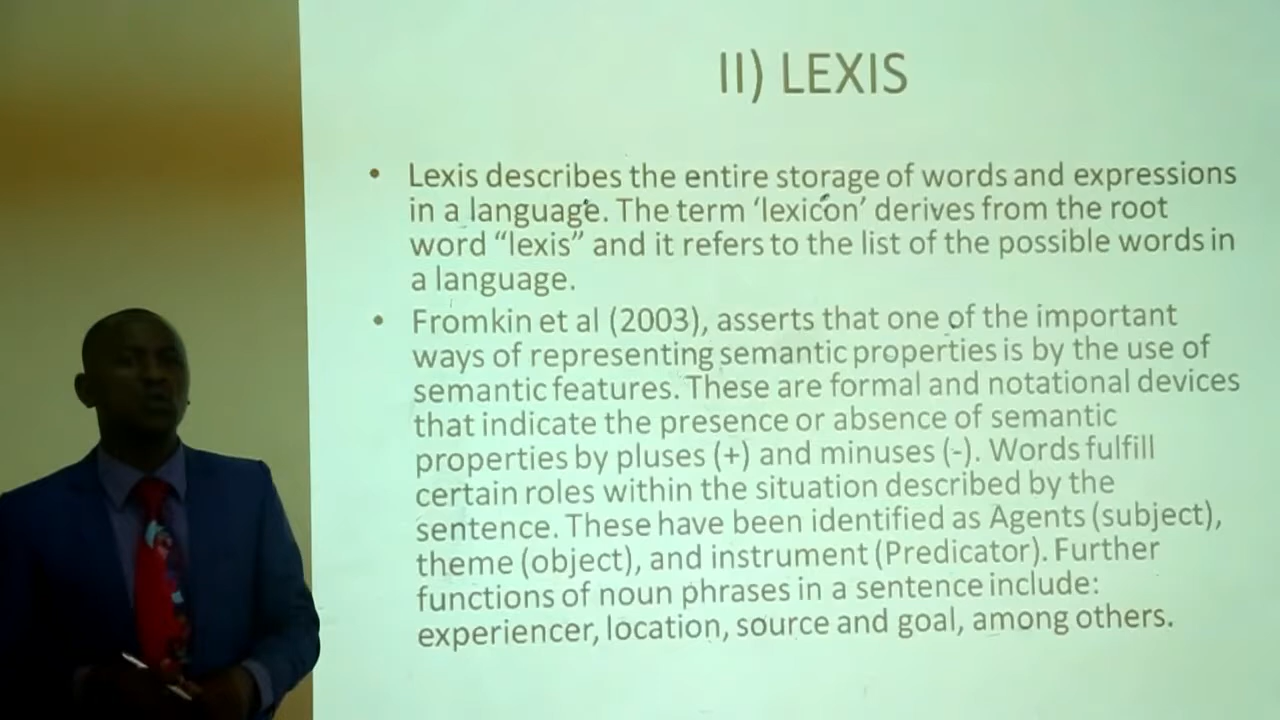 II) LEXIS
• Lexis describes the entire storage of words and expressions
in a language. The term ‘lexicon’ derives from the root
word “lexis” and it refers to the list of the possible words in
a language.
• Fromkin et al (2003), asserts that one of the important
ways of representing semantic properties is by the use of
semantic features. These are formal and notational devices
that indicate the presence or absence of semantic
properties by pluses (+) and minuses (-). Words fulfill
certain roles within the situation described by the
sentence. These have been identified as Agents (subject),
theme (object), and instrument (Predicator). Further
functions of noun phrases in a sentence include:
experiencer, location, source and goal, among others.